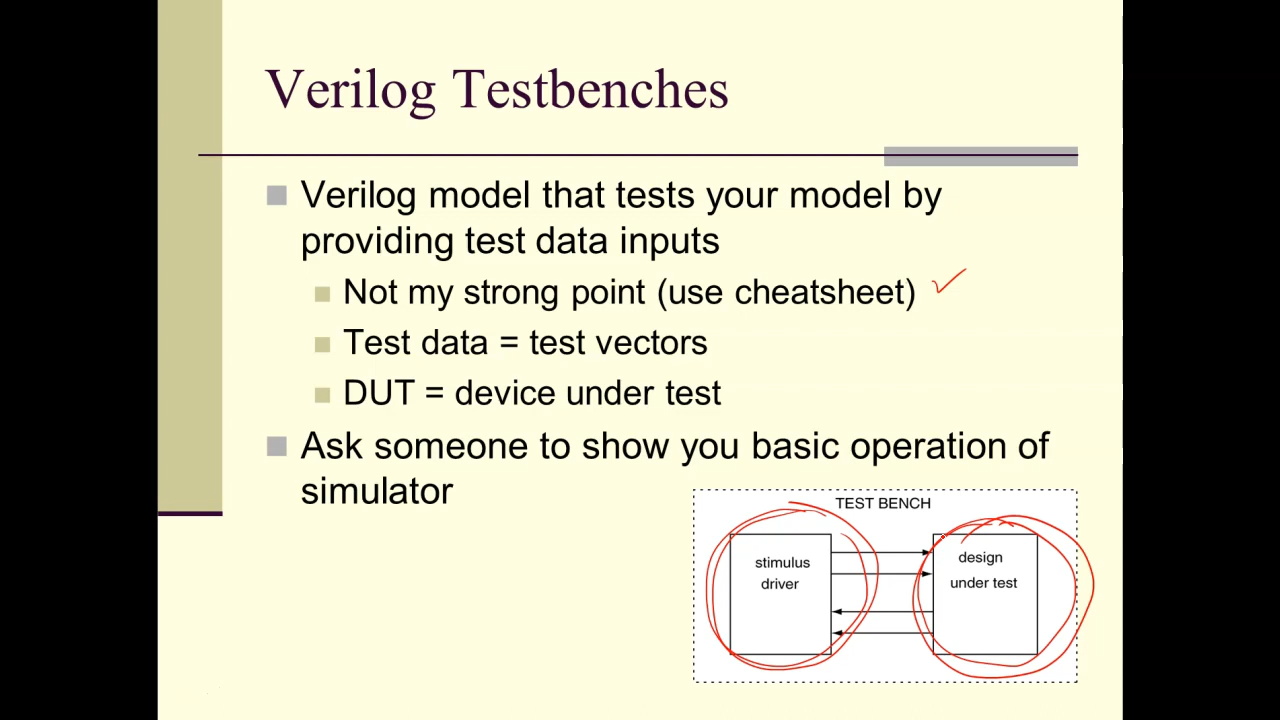 Verilog Testbenches
Verilog model that tests your model by
providing test data inputs
Not my strong point (use cheatsheet)
Test data = test vectors
DUT = device under test
Ask someone to show you basic operation of
simulator
TEST BENCH
stimulus
driver
design
under test